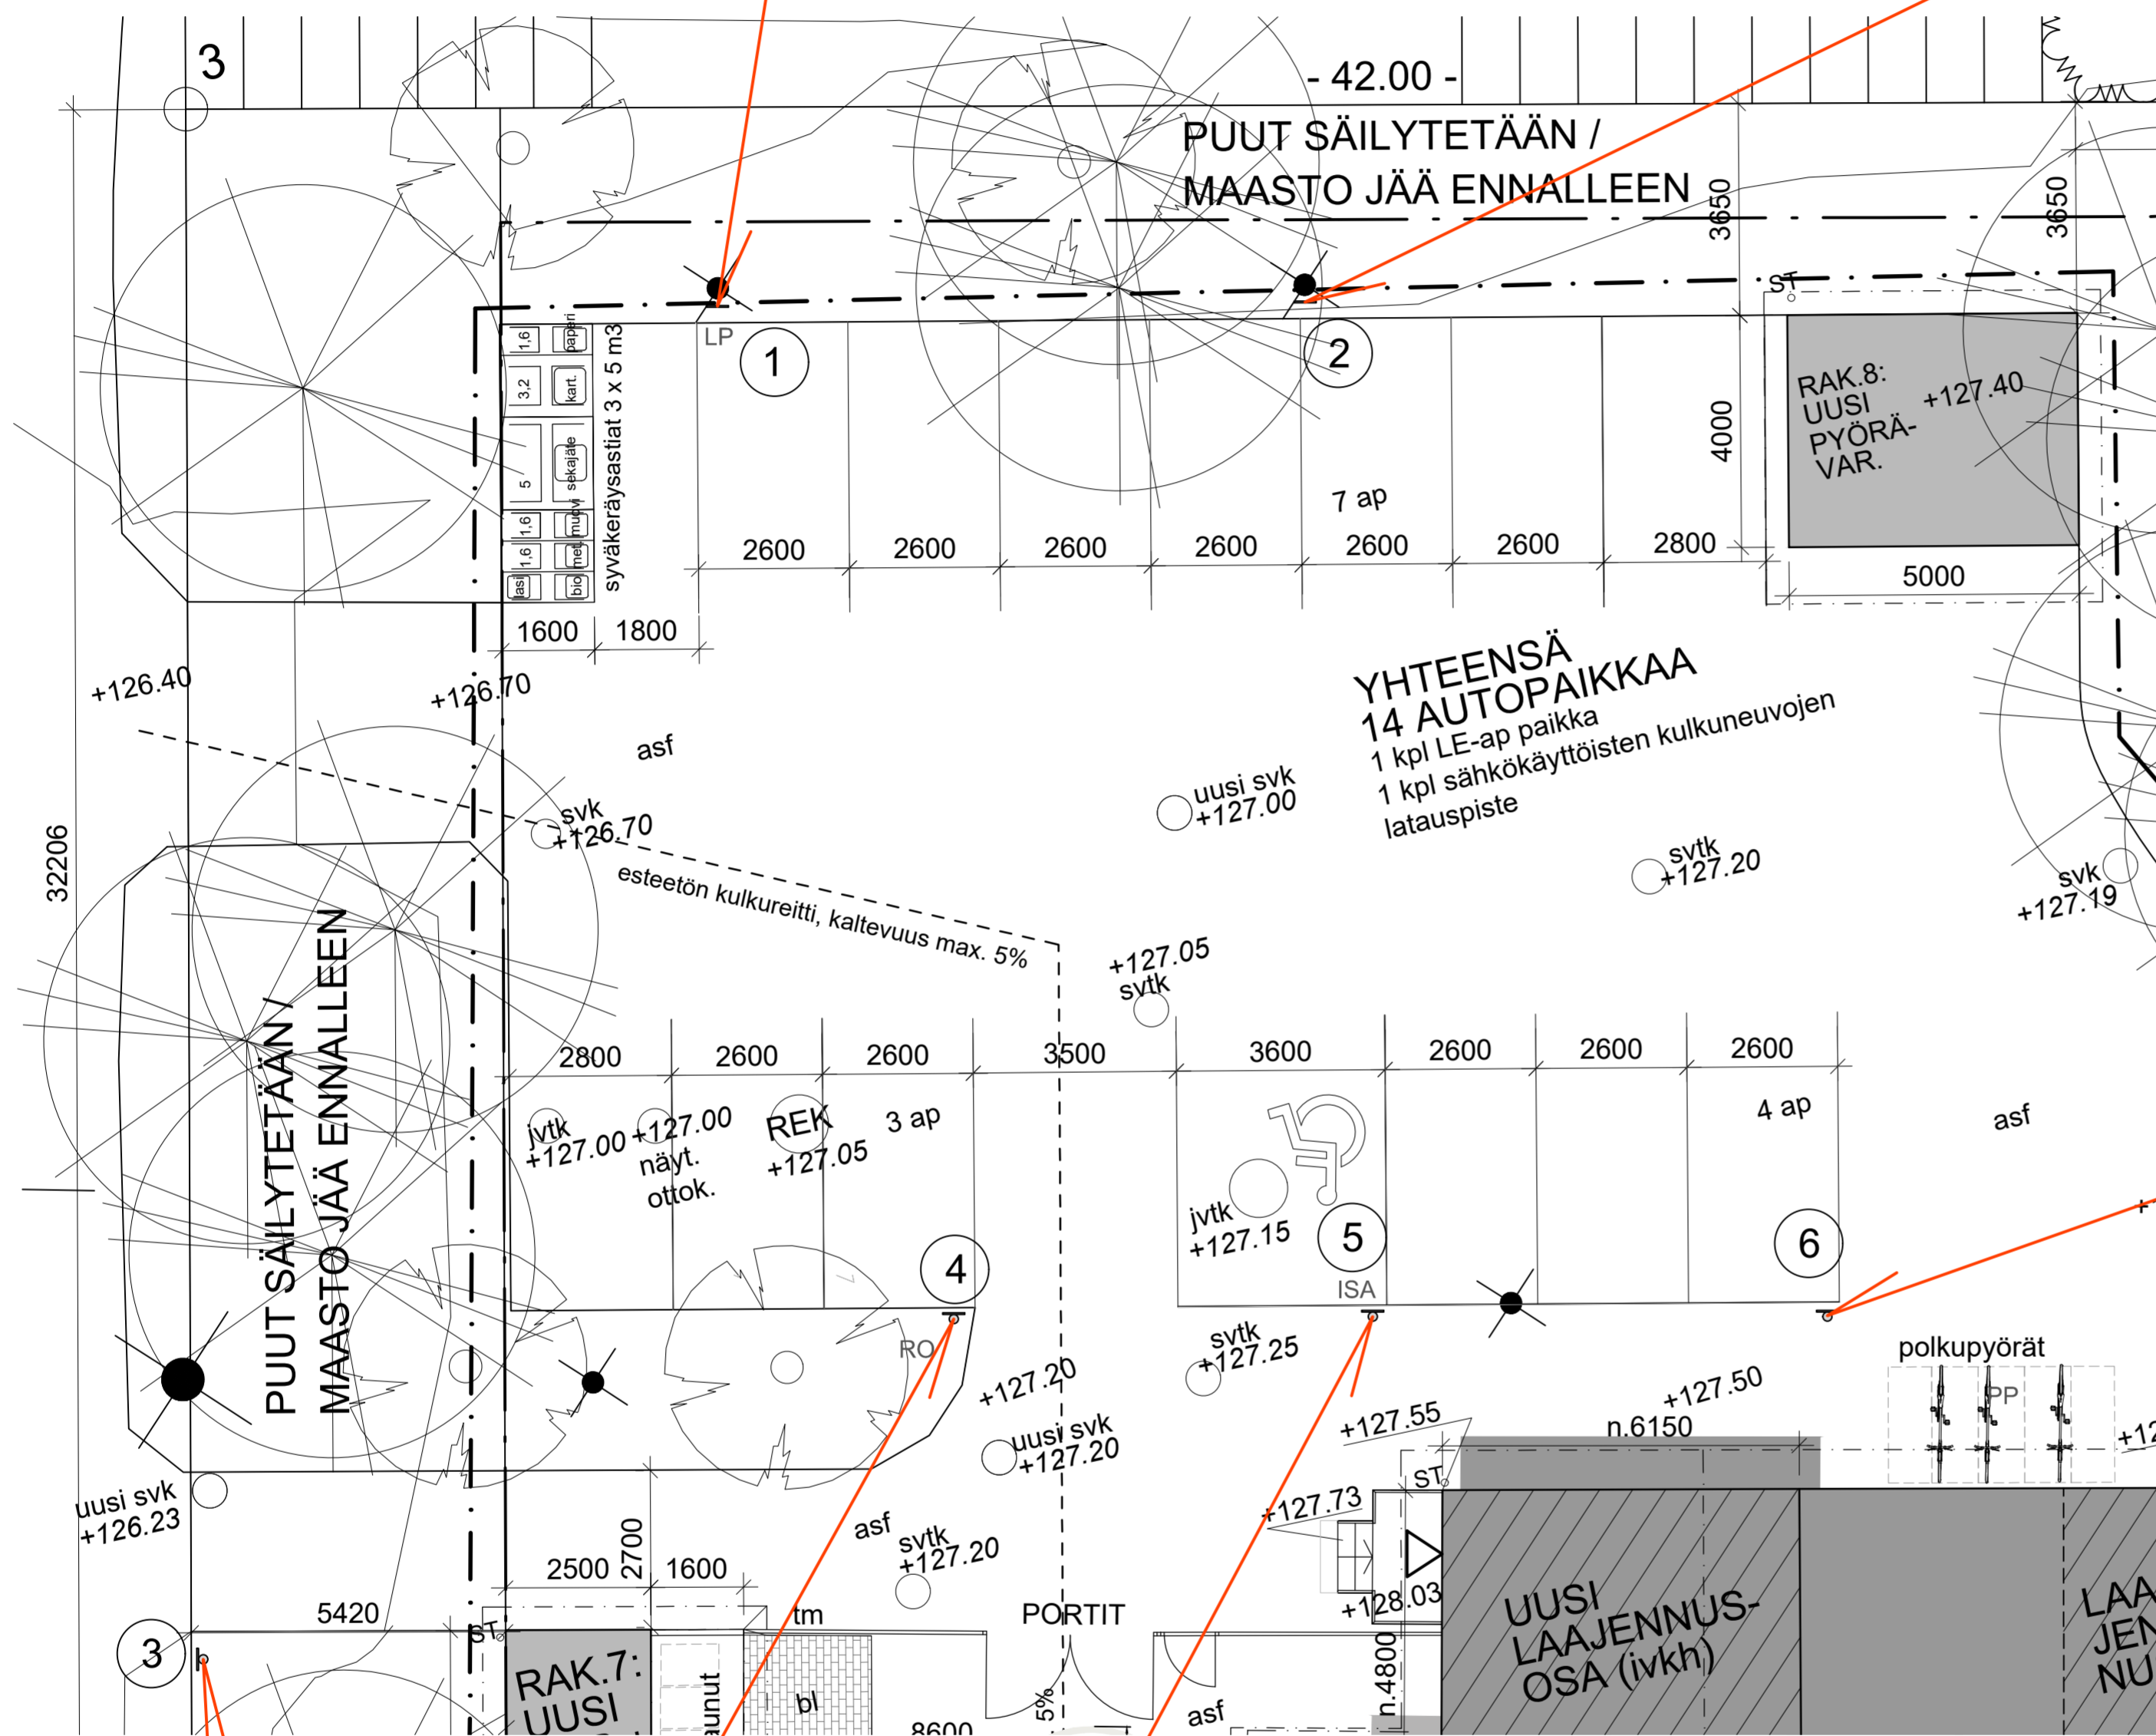 3
- 42.00 -
PUUT SÄILYTETÄÄN /
MAASTO JÄÄ ENNALLEEN
3650
3650
ST
LP
1
2
1,6
paperi
3,2
kart.
5
sekajäte
1,6
muovi
1,6
met.
lasi
bio
syväkeräysastiat 3 x 5 m3
RAK.8:
UUSI
PYÖRÄ-
VAR.
+127.40
4000
7 ap
2600
2600
2600
2600
2600
2600
2800
5000
1600
1800
YHTEENSÄ
14 AUTOPAIKKAA
1 kpl LE-ap paikka
1 kpl sähkökäyttöisten kulkuneuvojen
latauspiste
+126.40
+126.70
asf
uusi svk
+127.00
svk
+126.70
svtk
+127.20
svk
+127.19
32206
esteetön kulkureitti, kaltevuus max. 5%
+127.05
svtk
PUUT SÄILYTETÄÄN /
MAASTO JÄÄ ENNALLEEN
2800
2600
2600
3500
3600
2600
2600
2600
jvtk
+127.00
+127.00
näyt.
ottok.
REK
+127.05
3 ap
4 ap
asf
jvtk
+127.15
4
5
6
ISA
RO
svtk
+127.25
polkupyörät
PP
+127.20
+127.50
uusi svk
+127.20
+127.55
n.6150
ST
uusi svk
+126.23
+127.73
asf
svtk
+127.20
2700
2500
1600
+128.03
UUSI
LAAJENNUS-
OSA (ivkh)
5420
ST
tm
PORTIT
3
RAK.7:
UUSI
bl
8600
5%
asf
n.4800